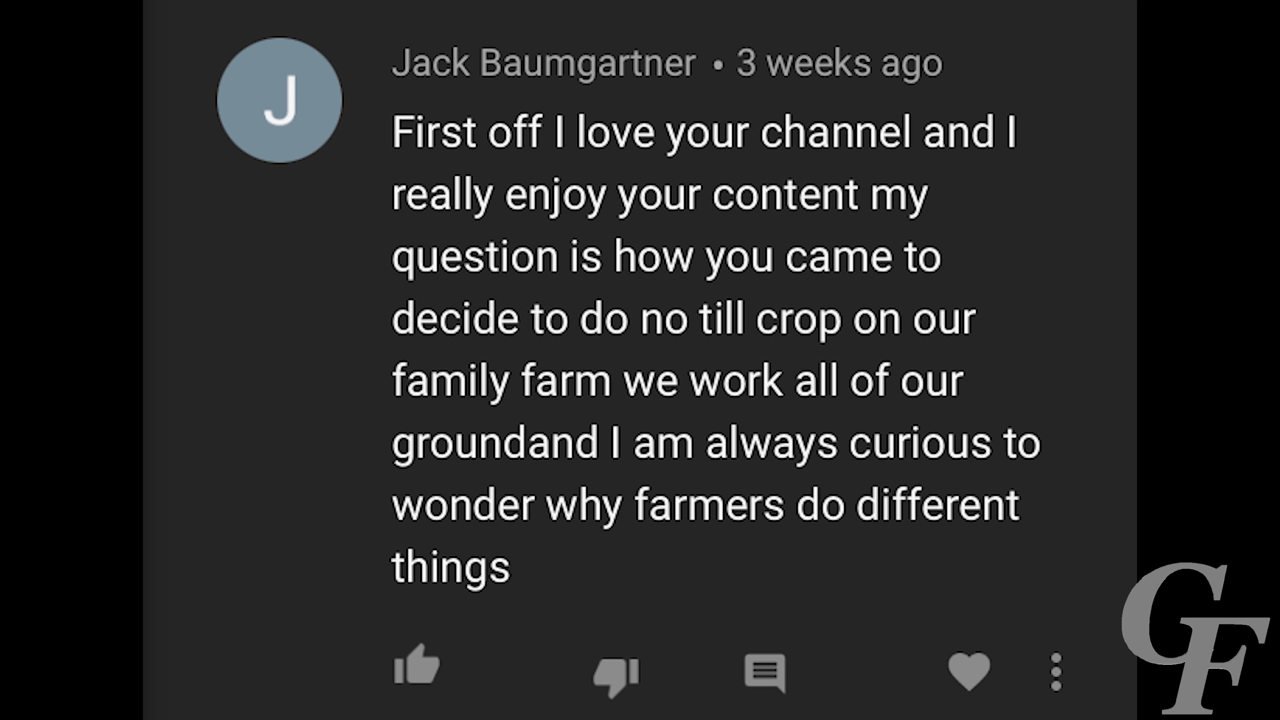 J
Jack Baumgartner • 3 weeks ago
First off I love your channel and I
really enjoy your content my
question is how you came to
decide to do no till crop on our
family farm we work all of our
groundand I am always curious to
wonder why farmers do different
things
GF